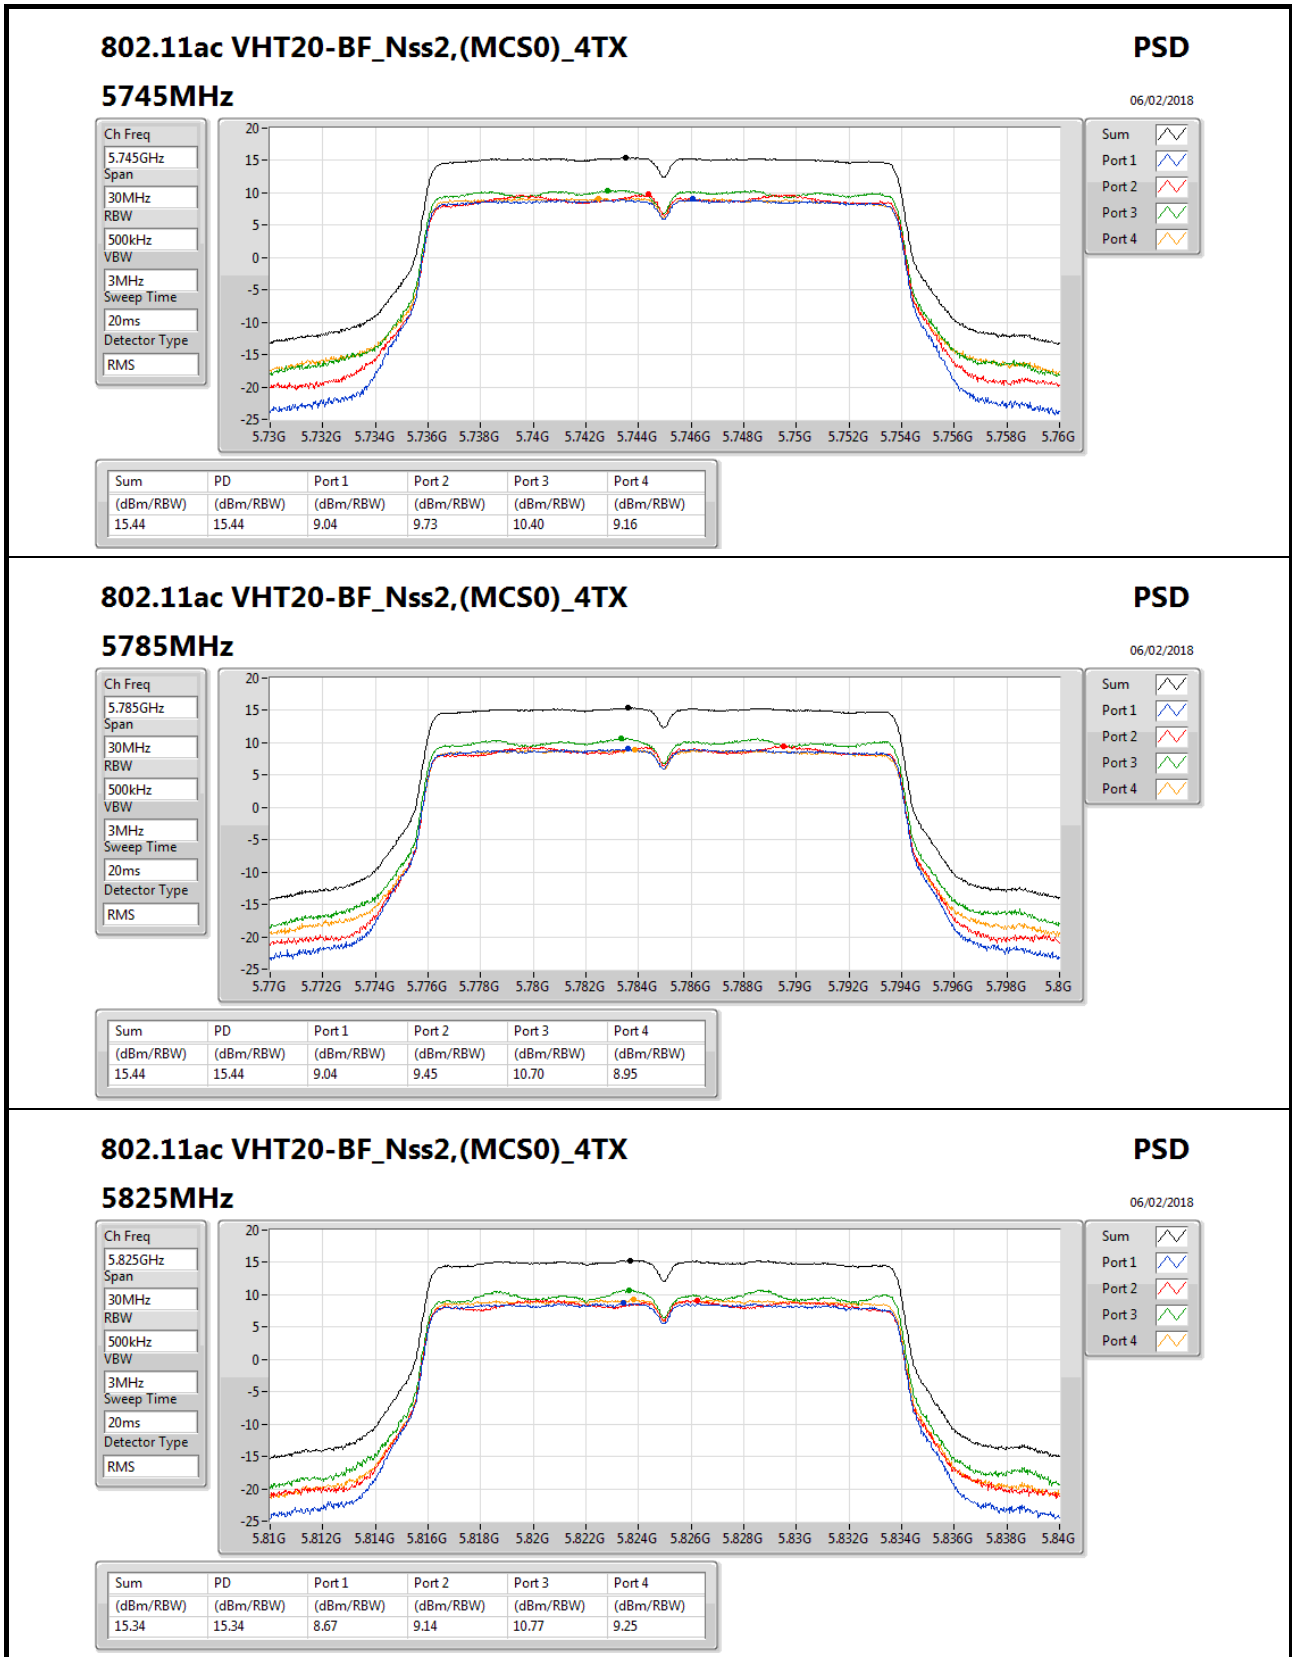 802.11ac VHT20-BF_Nss2,(MCS0)_4TX PSD
5745MHz 06/02/2018
Ch Freq
5.745GHz
Span
30MHz
RBW
500kHz
VBW
3MHz
Sweep Time
20ms
Detector Type
RMS
20
15
10
5
0
-5
-10
-15
-20
-25
5.73G 5.732G 5.734G 5.736G 5.738G 5.74G 5.742G 5.744G 5.746G 5.748G 5.75G 5.752G 5.754G 5.756G 5.758G 5.76G
Sum
Port 1
Port 2
Port 3
Port 4
Sum PD Port 1 Port 2 Port 3 Port 4
(dBm/RBW) (dBm/RBW) (dBm/RBW) (dBm/RBW) (dBm/RBW) (dBm/RBW)
15.44 15.44 9.04 9.73 10.40 9.16
802.11ac VHT20-BF_Nss2,(MCS0)_4TX PSD
5785MHz 06/02/2018
Ch Freq
5.785GHz
Span
30MHz
RBW
500kHz
VBW
3MHz
Sweep Time
20ms
Detector Type
RMS
20
15
10
5
0
-5
-10
-15
-20
-25
5.77G 5.772G 5.774G 5.776G 5.778G 5.78G 5.782G 5.784G 5.786G 5.788G 5.79G 5.792G 5.794G 5.796G 5.798G 5.8G
Sum
Port 1
Port 2
Port 3
Port 4
Sum PD Port 1 Port 2 Port 3 Port 4
(dBm/RBW) (dBm/RBW) (dBm/RBW) (dBm/RBW) (dBm/RBW) (dBm/RBW)
15.44 15.44 9.04 9.45 10.70 8.95
802.11ac VHT20-BF_Nss2,(MCS0)_4TX PSD
5825MHz 06/02/2018
Ch Freq
5.825GHz
Span
30MHz
RBW
500kHz
VBW
3MHz
Sweep Time
20ms
Detector Type
RMS
20
15
10
5
0
-5
-10
-15
-20
-25
5.81G 5.812G 5.814G 5.816G 5.818G 5.82G 5.822G 5.824G 5.826G 5.828G 5.83G 5.832G 5.834G 5.836G 5.838G 5.84G
Sum
Port 1
Port 2
Port 3
Port 4
Sum PD Port 1 Port 2 Port 3 Port 4
(dBm/RBW) (dBm/RBW) (dBm/RBW) (dBm/RBW) (dBm/RBW) (dBm/RBW)
15.34 15.34 8.67 9.14 10.77 9.25